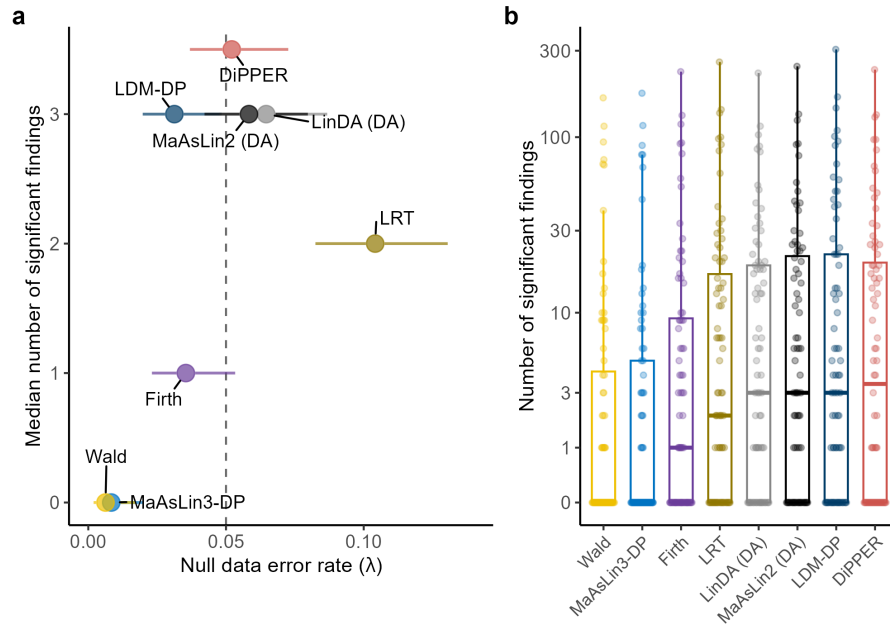 a
Median number of significant findings
3
2
1
0
DiPPER
LDM-DP
MaAsLin2 (DA)
LinDA (DA)
LRT
Firth
Wald
MaAsLin3-DP
0.00
0.05
0.10
Null data error rate (λ)
b
Number of significant findings
300
100
30
10
3
1
0
Wald
MaAsLin3-DP
Firth
LRT
LinDA (DA)
MaAsLin2 (DA)
LDM-DP
DiPPER